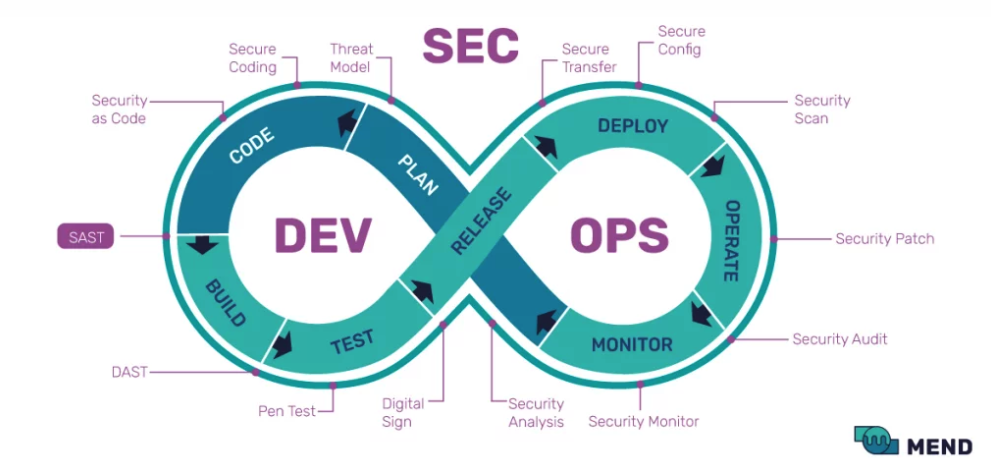 SEC
Secure
Coding
Threat
Model
Secure
Transfer
Secure
Config
Security
as Code
Security
Scan
CODE
PLAN
RELEASE
DEPLOY
OPERATE
DEV
OPS
SAST
Security Patch
BUILD
TEST
MONITOR
Security Audit
DAST
Pen Test
Digital
Sign
Security
Analysis
Security Monitor
MEND